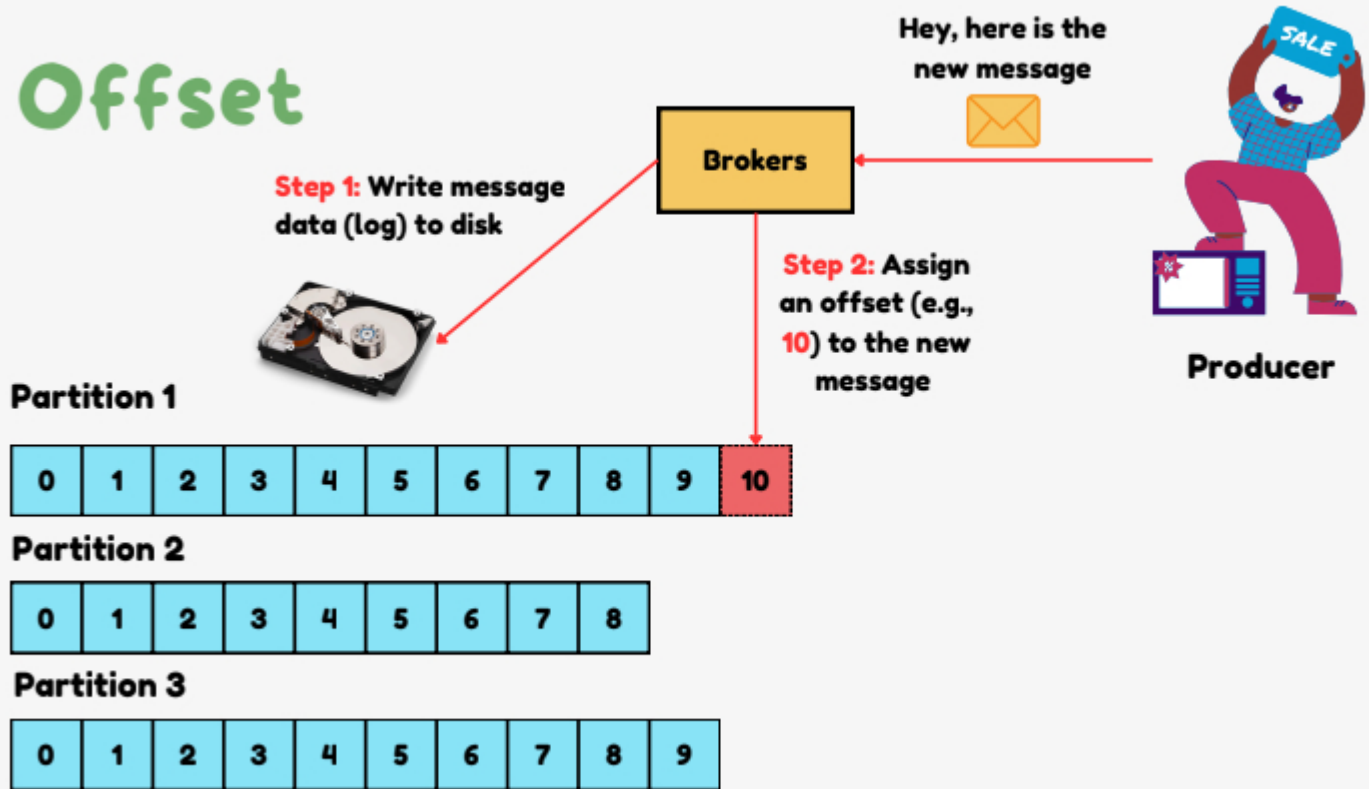 Offset
Hey, here is the
new message
SALE
Brokers
Step 1: Write message
data (log) to disk
Step 2: Assign
an offset (e.g.,
10) to the new
message
Producer
Partition 1
0 1 2 3 4 5 6 7 8 9 10
Partition 2
0 1 2 3 4 5 6 7 8
Partition 3
0 1 2 3 4 5 6 7 8 9